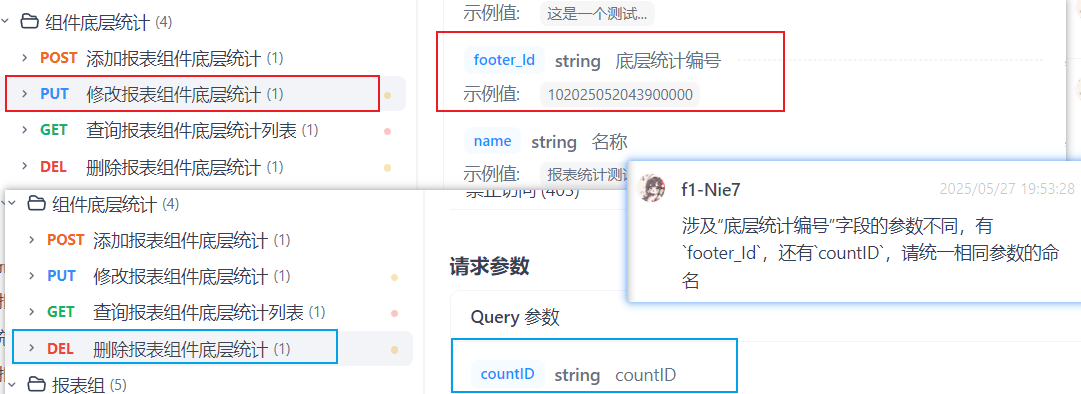 组件底层统计 (4)
POST 添加报表组件底层统计 (1)
PUT 修改报表组件底层统计 (1)
GET 查询报表组件底层统计列表 (1)
DEL 删除报表组件底层统计 (1)
示例值: 这是一个测试...
footer_Id string 底层统计编号
示例值: 102025052043900000
name string 名称
示例值: 报表统计测试
禁止访问 (403)
f1-Nie7 2025/05/27 19:53:28
涉及“底层统计编号”字段的参数不同，有
`footer_Id`，还有`countID`，请统一相同参数的命
名
组件底层统计 (4)
POST 添加报表组件底层统计 (1)
PUT 修改报表组件底层统计 (1)
GET 查询报表组件底层统计列表 (1)
DEL 删除报表组件底层统计 (1)
报表组 (5)
请求参数
Query 参数
countID string countID